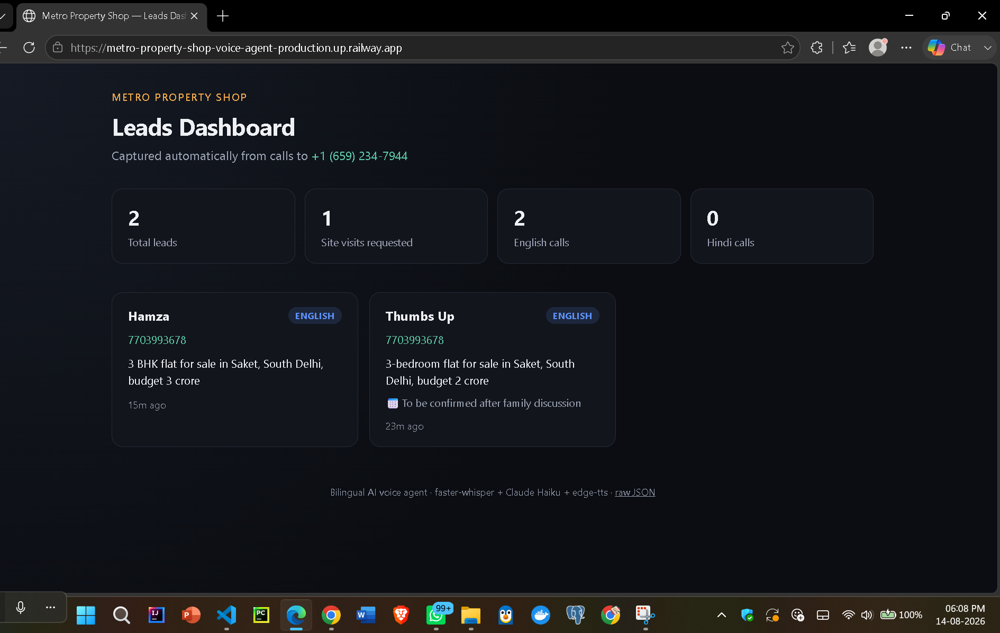 Metro Property Shop — Leads Das
https://metro-property-shop-voice-agent-production.up.railway.app
Chat
METRO PROPERTY SHOP
Leads Dashboard
Captured automatically from calls to +1 (659) 234-7944
2
Total leads
1
Site visits requested
2
English calls
0
Hindi calls
Hamza
ENGLISH
7703993678
3 BHK flat for sale in Saket, South Delhi,
budget 3 crore
15m ago
Thumbs Up
ENGLISH
7703993678
3-bedroom flat for sale in Saket, South
Delhi, budget 2 crore
To be confirmed after family discussion
23m ago
Bilingual AI voice agent · faster-whisper + Claude Haiku + edge-tts · raw JSON
IJ
P
PC
W
99+
100%
06:08 PM
14-08-2026